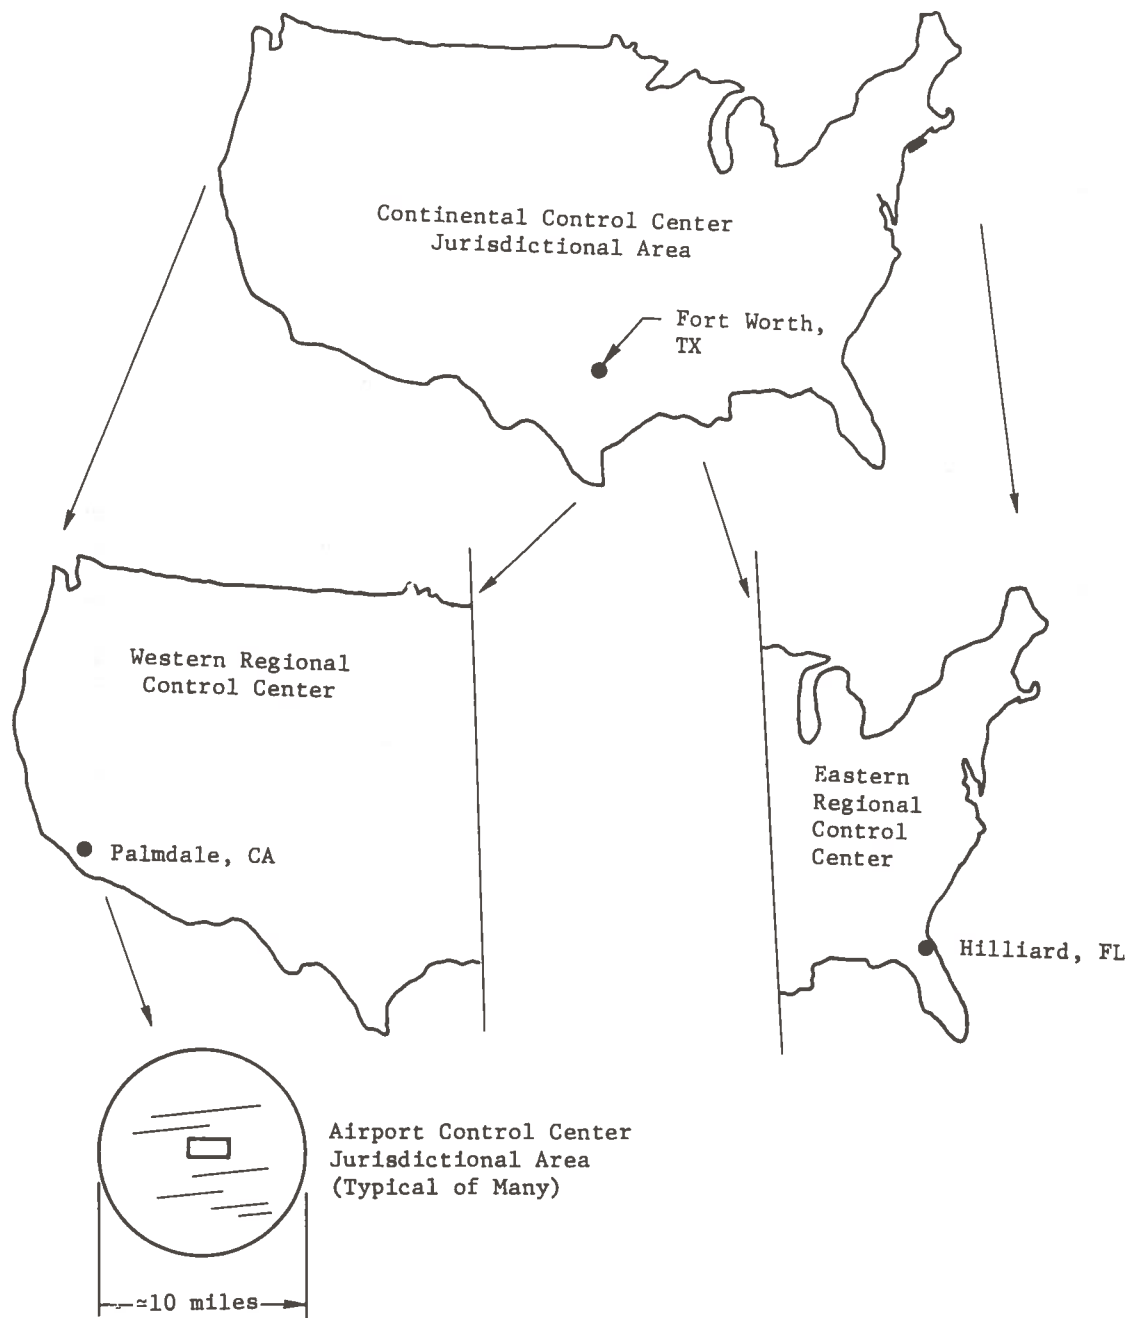 Continental Control Center
Jurisdictional Area
Fort Worth,
TX
Western Regional
Control Center
Eastern
Regional
Control
Center
Palmdale, CA
Hilliard, FL
Airport Control Center
Jurisdictional Area
(Typical of Many)
≃10 miles